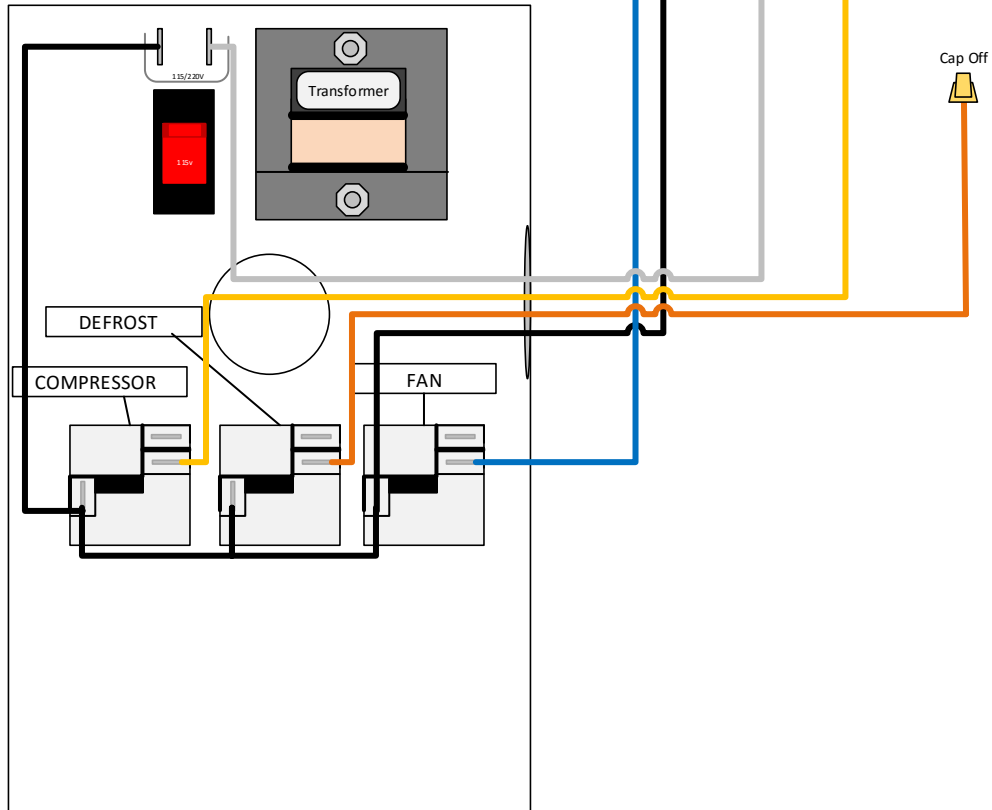 Cap Off
115/220V
Transformer
115v
DEFROST
COMPRESSOR
FAN